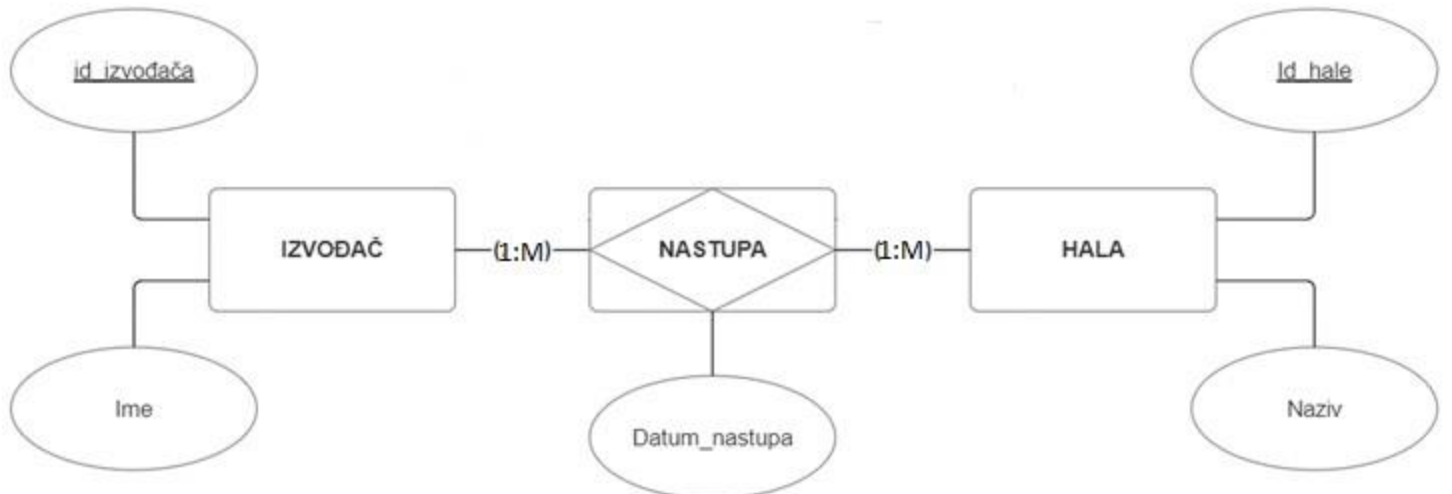 id_izvođača
Id_hale
IZVOĐAČ
(1:M)
NASTUPA
(1:M)
HALA
Ime
Datum_nastupa
Naziv